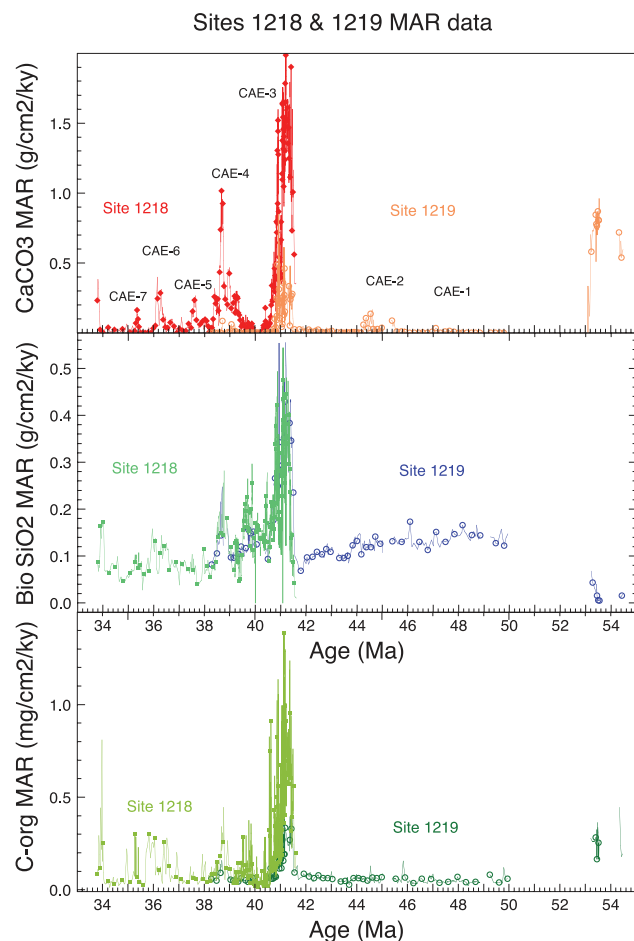 Sites 1218 & 1219 MAR data
CaCO3 MAR (g/cm2/ky)
1.5
1.0
0.5
CAE-3
CAE-4
Site 1218
Site 1219
CAE-6
CAE-5
CAE-7
CAE-2
CAE-1
Bio SiO2 MAR (g/cm2/ky)
0.5
0.4
0.3
0.2
0.1
0.0
Site 1218
Site 1219
34 36 38 40 42 44 46 48 50 52 54
Age (Ma)
C-org MAR (mg/cm2/ky)
1.0
0.5
0.0
Site 1218
Site 1219
34 36 38 40 42 44 46 48 50 52 54
Age (Ma)